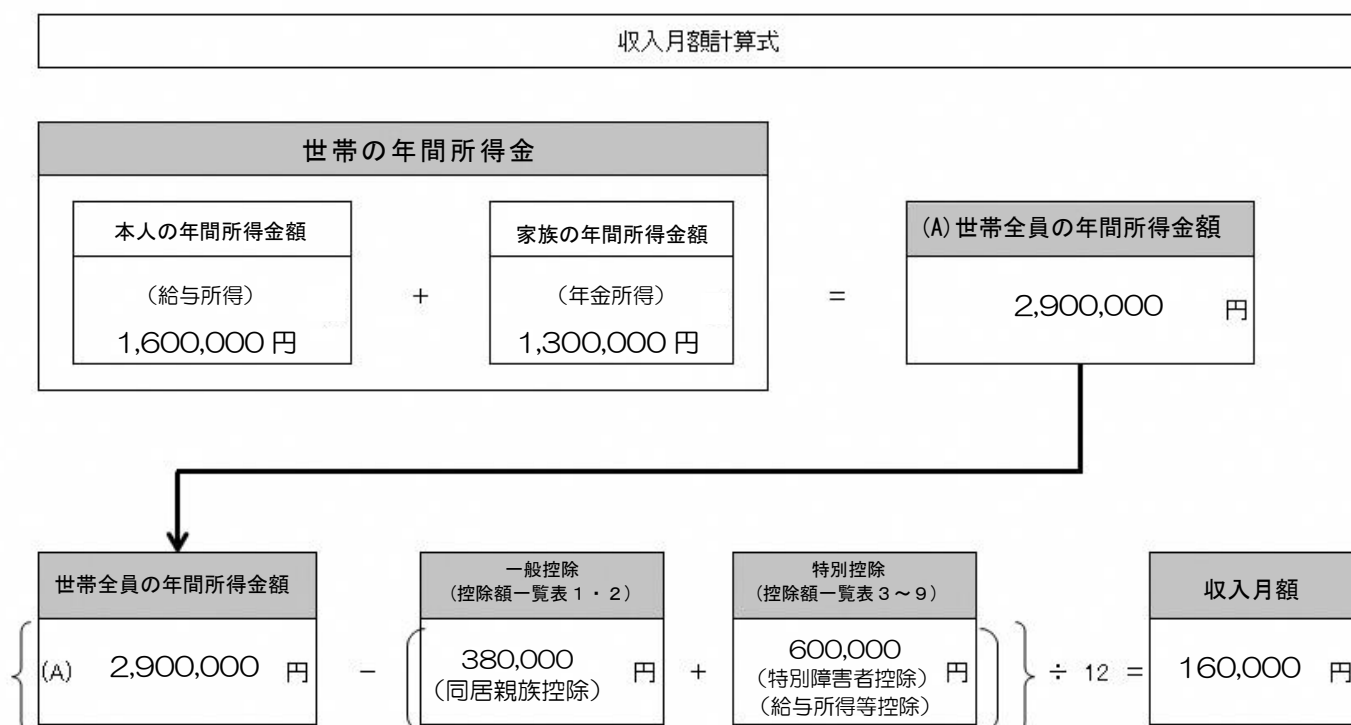 収入月額計算式
世帯の年間所得金
本人の年間所得金額
(給与所得)
1,600,000 円
+
家族の年間所得金額
(年金所得)
1,300,000 円
=
(A)世帯全員の年間所得金額
2,900,000 円
世帯全員の年間所得金額
{ (A) 2,900,000 円
－
一般控除
(控除額一覧表1・2)
( 380,000 円
(同居親族控除)
+
特別控除
(控除額一覧表3～9)
600,000 円
(特別障害者控除)
(給与所得等控除)
) } ÷ 12 =
収入月額
160,000 円